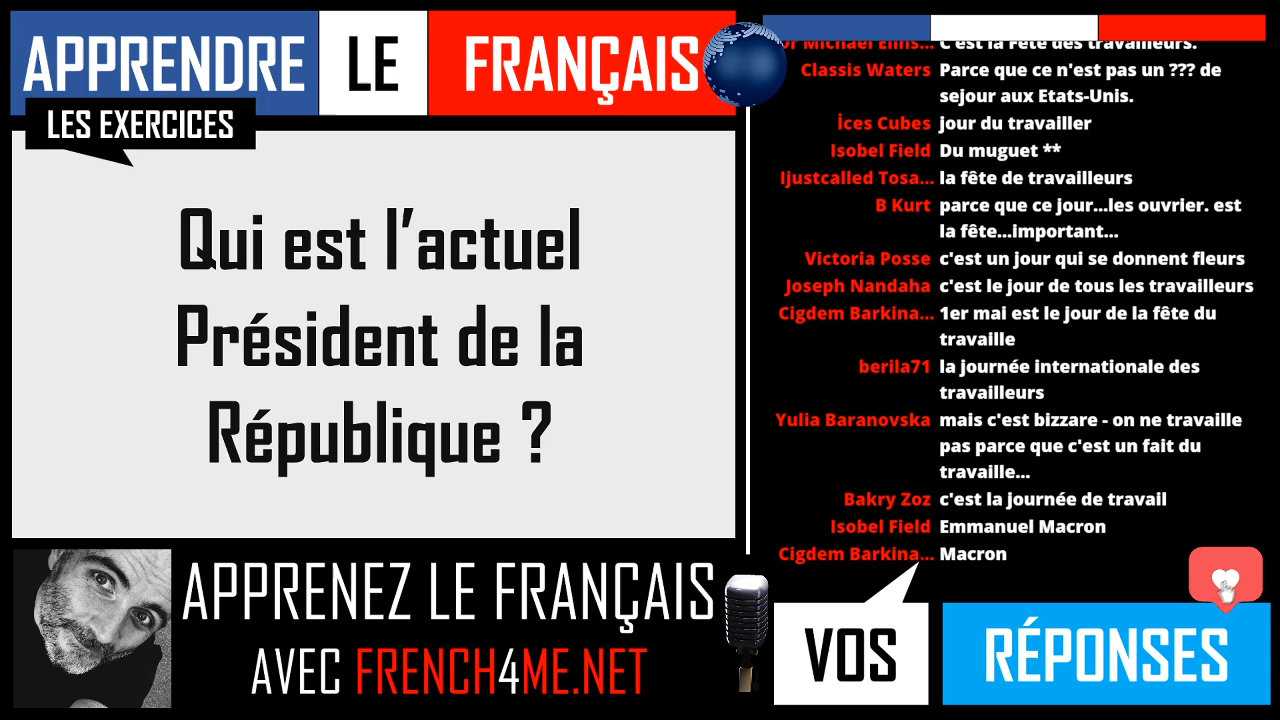 APPRENDRE LE FRANÇAIS
LES EXERCICES
Qui est l'actuel
Président de la
République ?
APPRENEZ LE FRANÇAIS
AVEC FRENCH4ME.NET
C'est la Fête des travailleurs.
Classis Waters Parce que ce n'est pas un ??? de
sejour aux Etats-Unis.
İces Cubes jour du travailler
Isobel Field Du muguet **
Ijustcalled Tosa... la fête de travailleurs
B Kurt parce que ce jour...les ouvrier. est
la fête...important...
Victoria Posse c'est un jour qui se donnent fleurs
Joseph Nandaha c'est le jour de tous les travailleurs
Cigdem Barkina... 1er mai est le jour de la fête du
travaille
berila71 la journée internationale des
travailleurs
Yulia Baranovska mais c'est bizzare - on ne travaille
pas parce que c'est un fait du
travaille...
Bakry Zoz c'est la journée de travail
Isobel Field Emmanuel Macron
Cigdem Barkina... Macron
VOS RÉPONSES